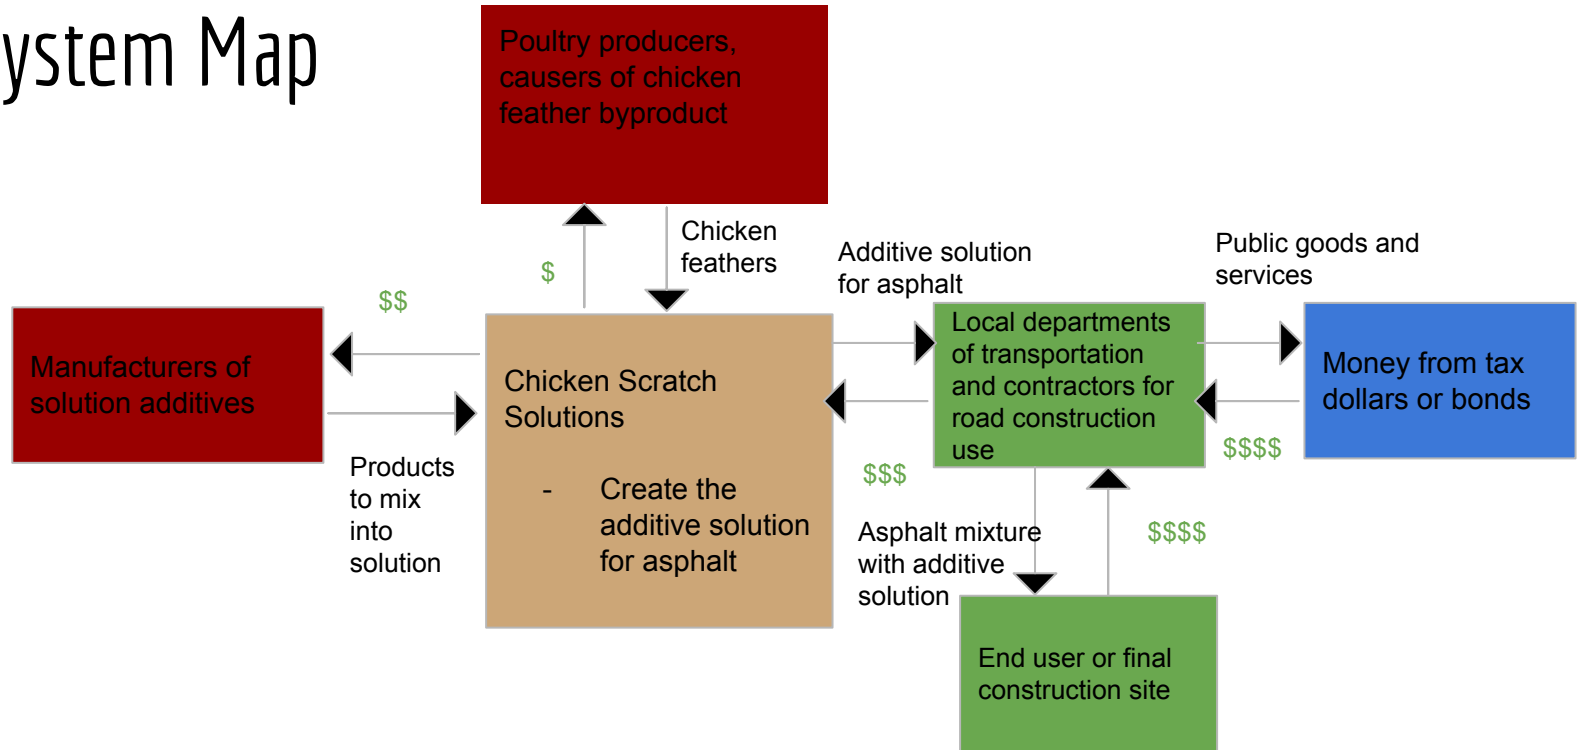 ystem Map
Poultry producers,
causers of chicken
feather byproduct
$
Chicken
feathers
$$
Manufacturers of
solution additives
Products
to mix
into
solution
Chicken Scratch
Solutions
- Create the
additive solution
for asphalt
Additive solution
for asphalt
$$$
Local departments
of transportation
and contractors for
road construction
use
Public goods and
services
Money from tax
dollars or bonds
$$$$
Asphalt mixture
with additive
solution
$$$$
End user or final
construction site